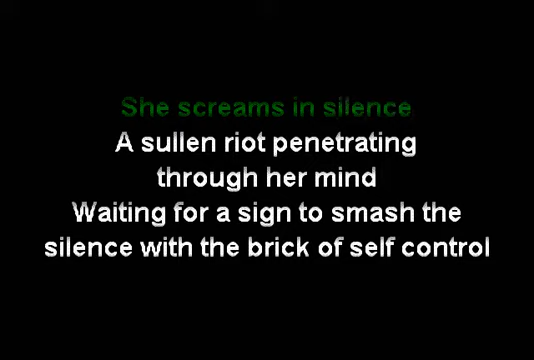 She screams in silence
A sullen riot penetrating
through her mind
Waiting for a sign to smash the
silence with the brick of self control